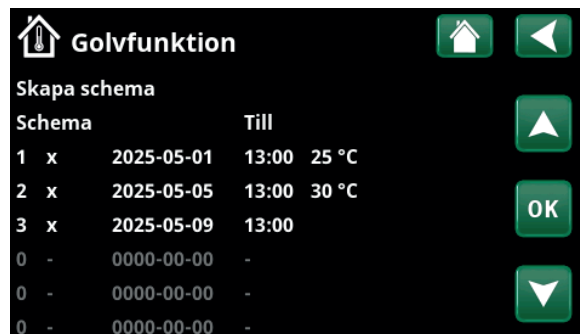 Golvfunktion
Skapa schema
Schema Till
1 x 2025-05-01 13:00 25 °C
2 x 2025-05-05 13:00 30 °C
3 x 2025-05-09 13:00
OK
0 - 0000-00-00 -
0 - 0000-00-00 -
0 - 0000-00-00 -